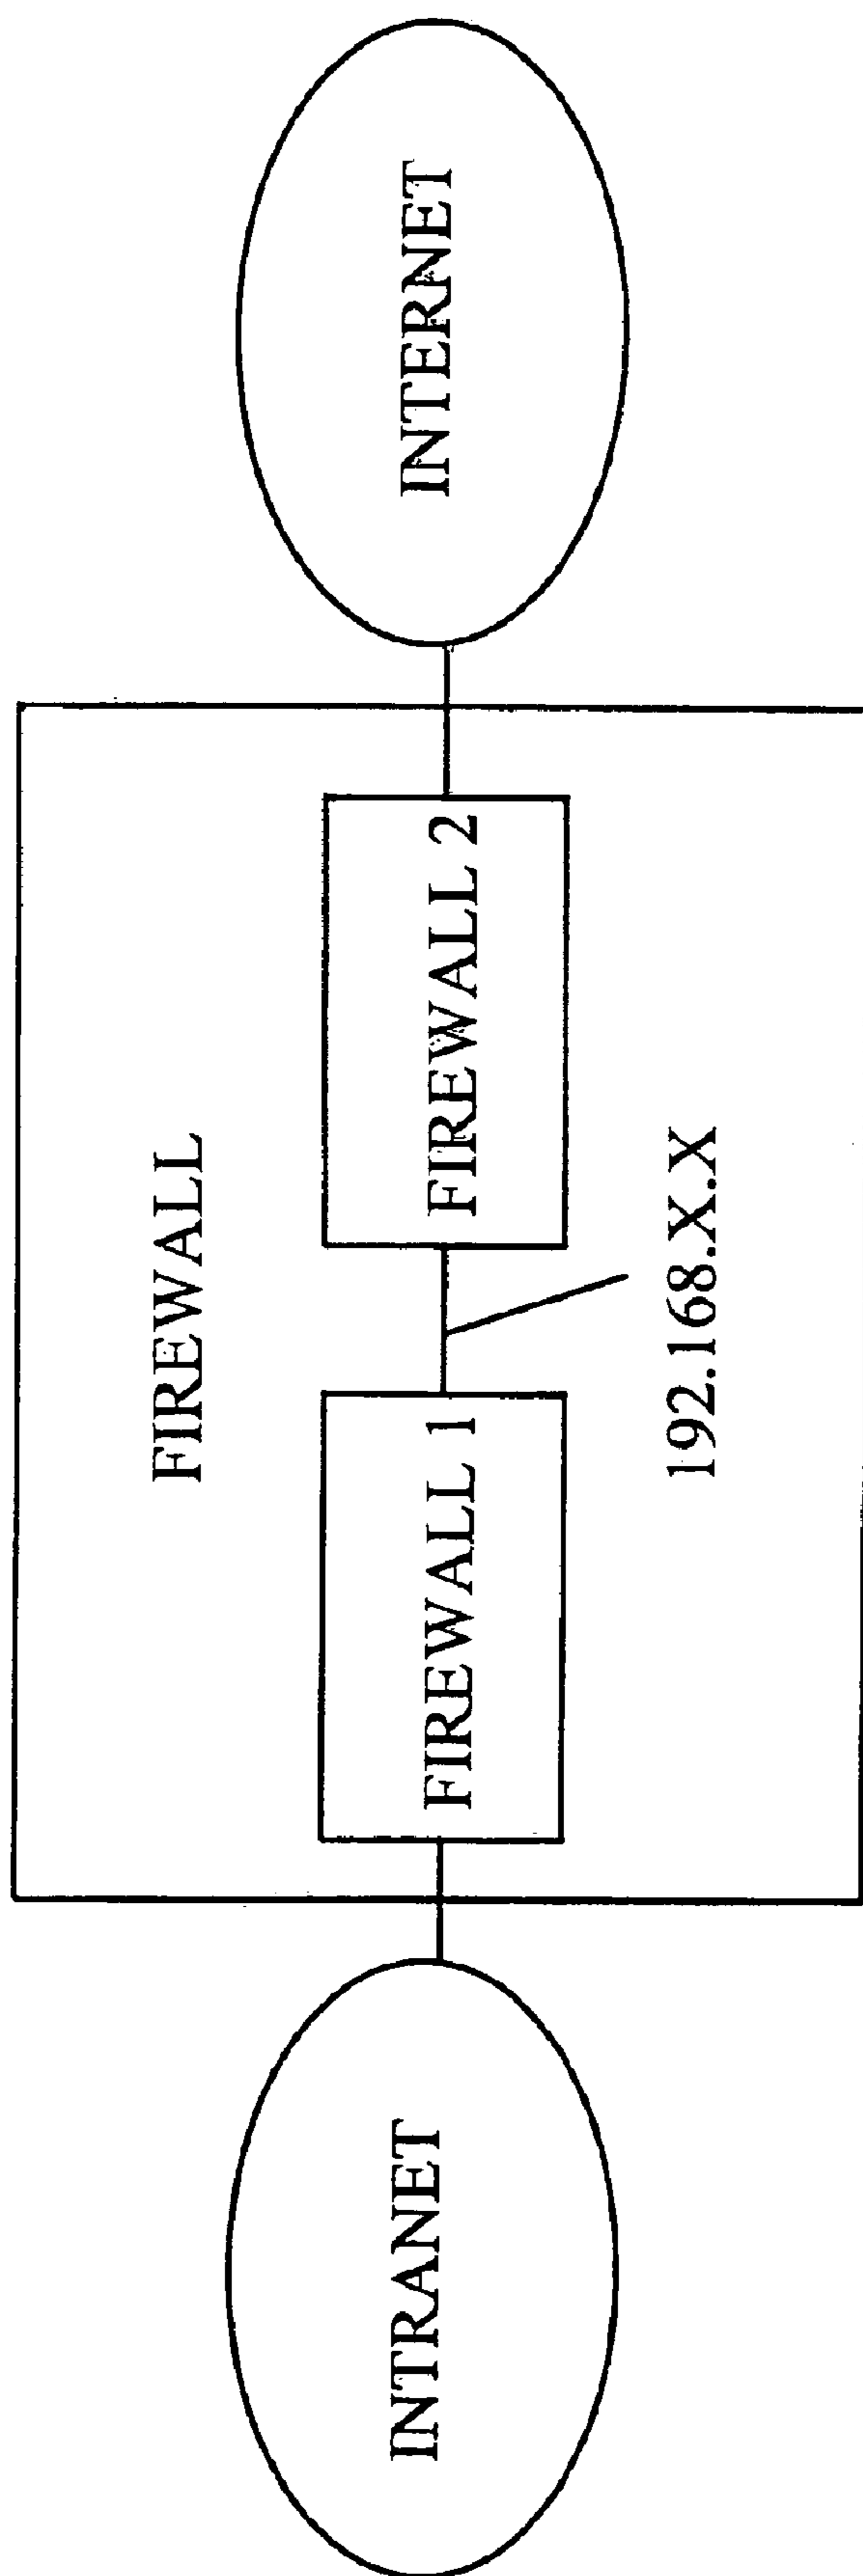 FIREWALL
INTRANET
FIREWALL 1
FIREWALL 2
INTERNET
192.168.X.X